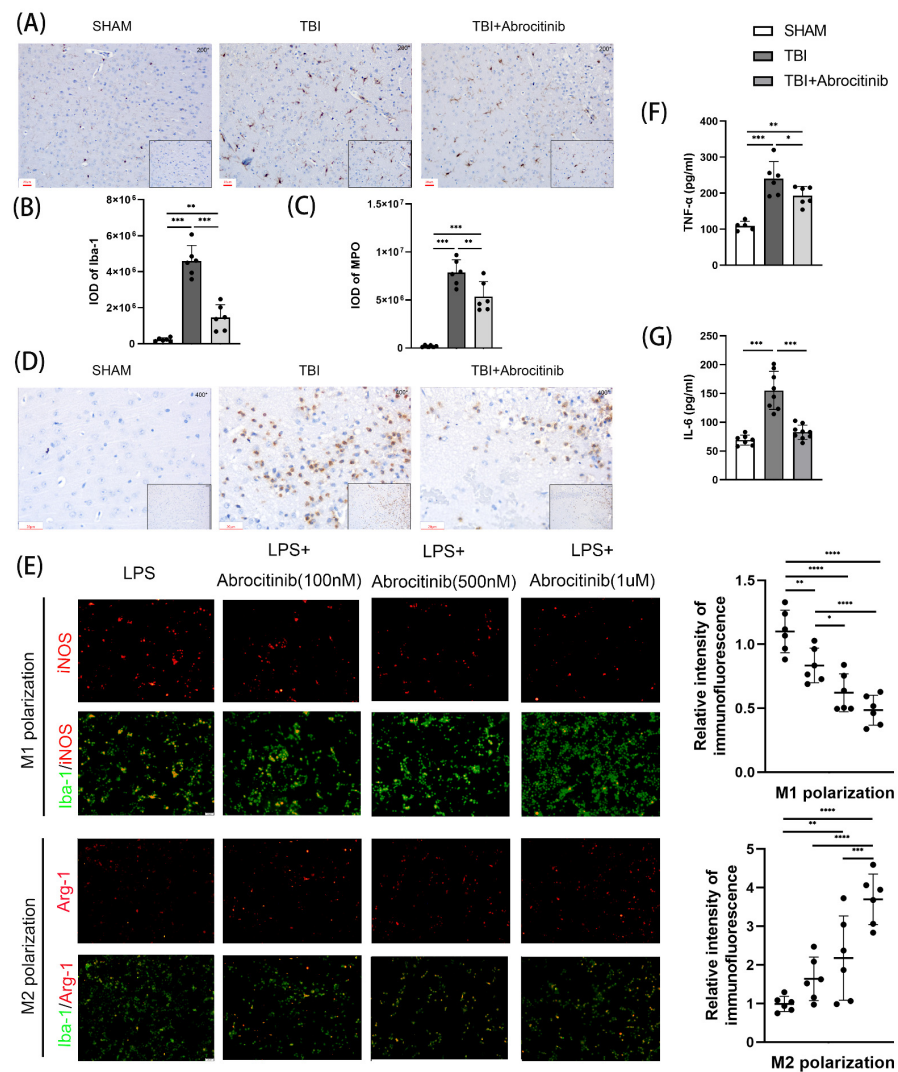 (A)
SHAM
TBI
TBI+Abrocitinib
200*
200*
200*
SHAM
TBI
TBI+Abrocitinib
(B)
IOD of Iba-1
8×10⁶
6×10⁶
4×10⁶
2×10⁶
0
**
*** ***
(C)
IOD of MPO
1.5×10⁷
1×10⁷
5×10⁶
0
***
*** **
(F)
TNF-α (pg/ml)
400
300
200
100
0
**
*** *
(D)
SHAM
TBI
TBI+Abrocitinib
400*
400*
400*
(G)
IL-6 (pg/ml)
250
200
150
100
50
0
*** ***
(E)
LPS
LPS+
Abrocitinib(100nM)
LPS+
Abrocitinib(500nM)
LPS+
Abrocitinib(1uM)
M1 polarization
iNOS
Iba-1/iNOS
M2 polarization
Arg-1
Iba-1/Arg-1
Relative intensity of
immunofluorescence
1.5
1.0
0.5
0.0
****
****
**
****
*
M1 polarization
Relative intensity of
immunofluorescence
5
4
3
2
1
0
****
**
****
***
M2 polarization